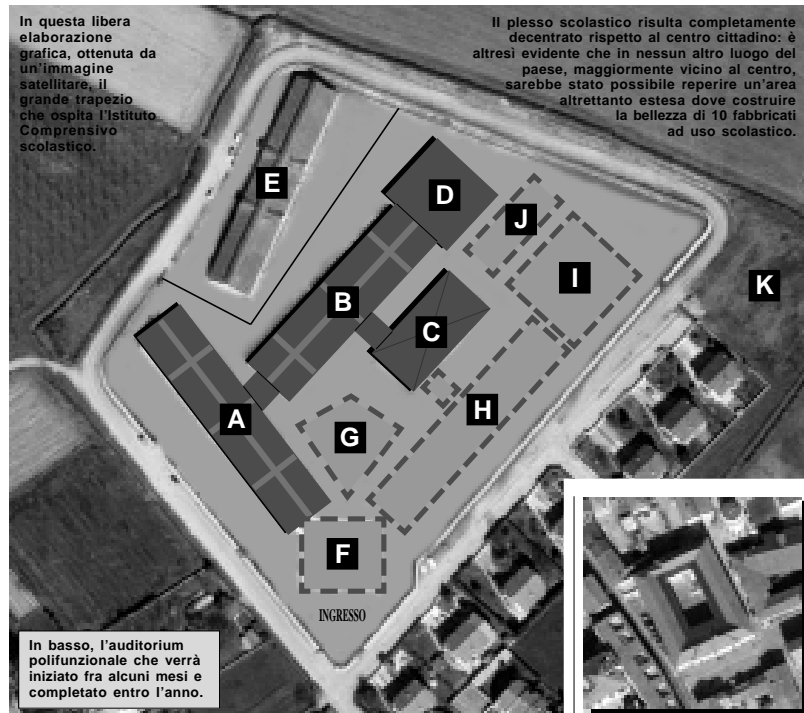 In questa libera
elaborazione
grafica, ottenuta da
un'immagine
satellitare, il
grande trapezio
che ospita l'Istituto
Comprensivo
scolastico.
Il plesso scolastico risulta completamente
decentrato rispetto al centro cittadino: è
altresì evidente che in nessun altro luogo del
paese, maggiormente vicino al centro,
sarebbe stato possibile reperire un'area
altrettanto estesa dove costruire
la bellezza di 10 fabbricati
ad uso scolastico.
E
D
J
I
K
B
C
A
H
G
F
INGRESSO
In basso, l'auditorium
polifunzionale che verrà
iniziato fra alcuni mesi e
completato entro l'anno.